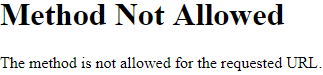 Method Not Allowed
The method is not allowed for the requested URL.